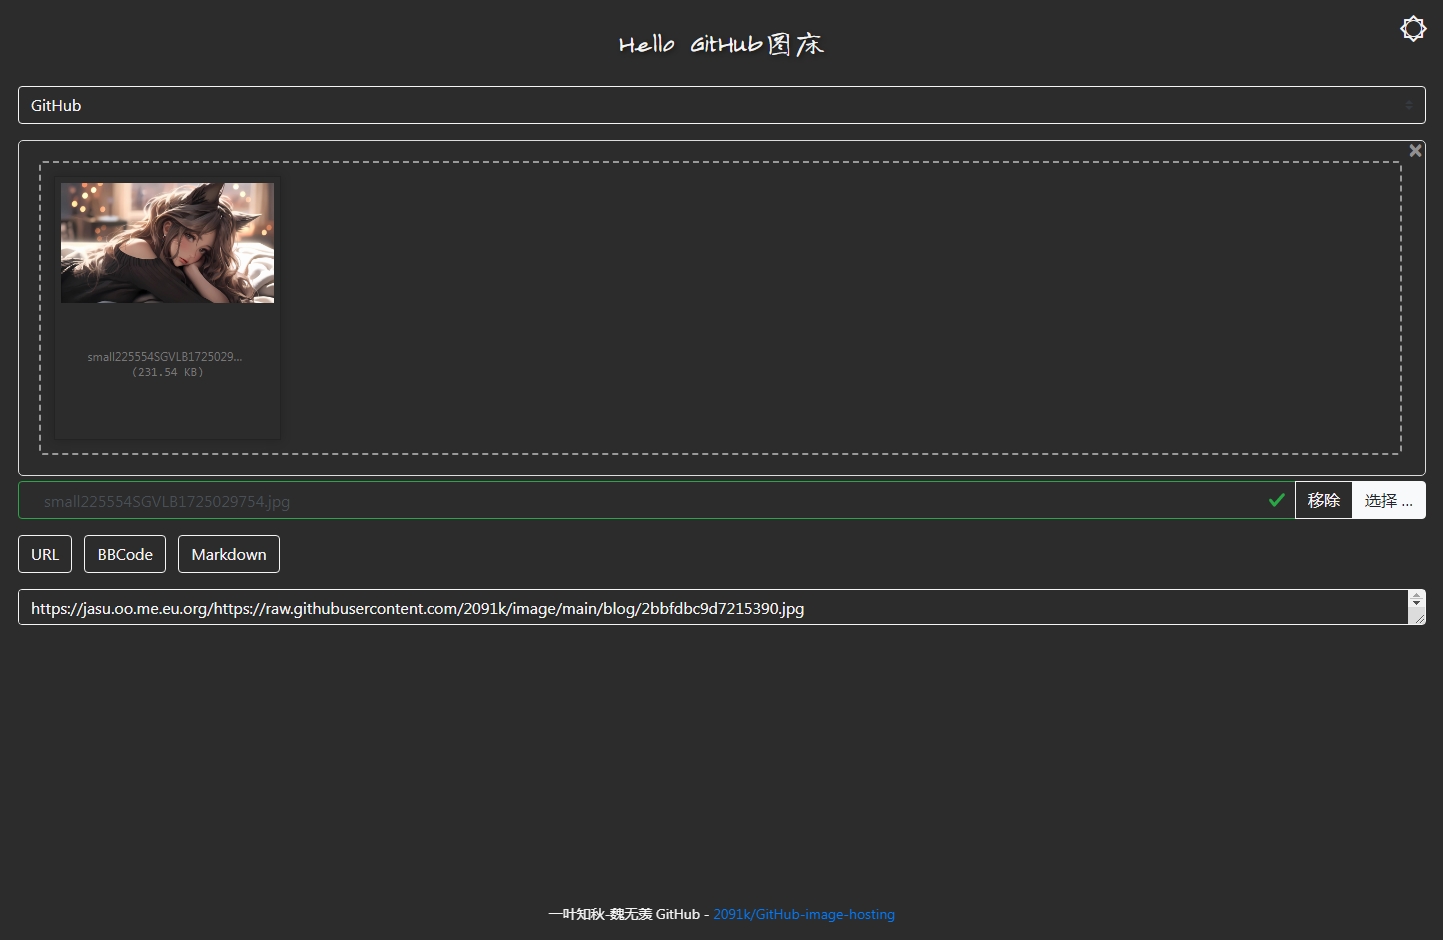 Hello GitHub图床
GitHub
small225554SGVLB1725029...
(231.54 KB)
small225554SGVLB1725029754.jpg
移除
选择 ...
URL
BBCode
Markdown
https://jasu.oo.me.eu.org/https://raw.githubusercontent.com/2091k/image/main/blog/2bbfdbc9d7215390.jpg
一叶知秋-魏无羡 GitHub - 2091k/GitHub-image-hosting